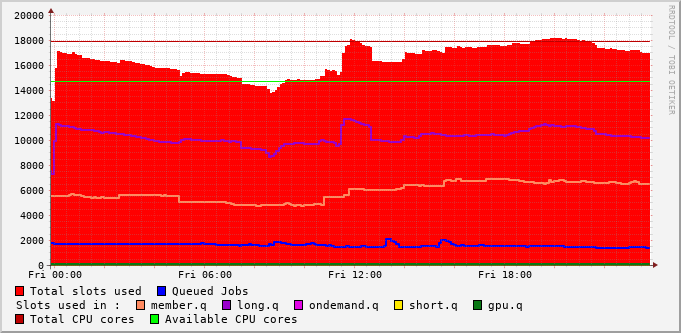 20000
18000
16000
14000
12000
10000
8000
6000
4000
2000
0
Fri 00:00 Fri 06:00 Fri 12:00 Fri 18:00
RRDTOOL / TOBI OETIKER
Total slots used Queued Jobs
Slots used in : member.q long.q ondemand.q short.q gpu.q
Total CPU cores Available CPU cores